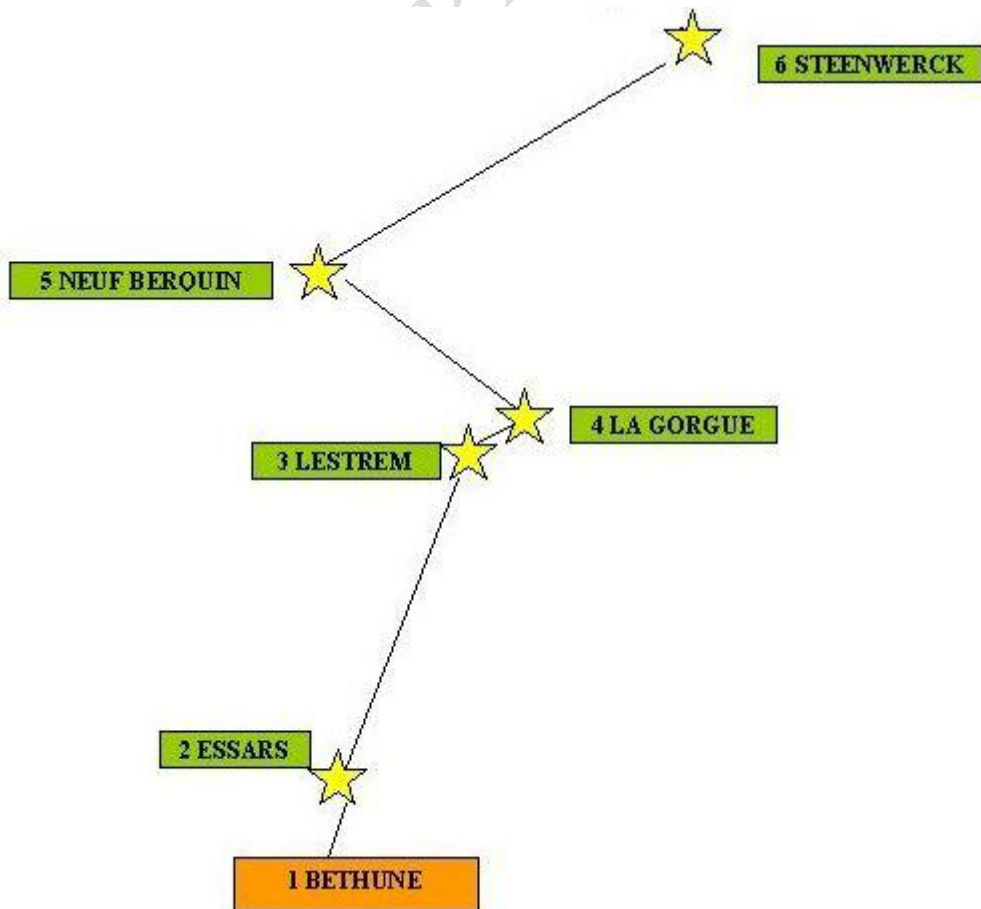 6 STEENWERCK
5 NEUF BERQUIN
4 LA GORGUE
3 LESTREM
2 ESSARS
1 BETHUNE